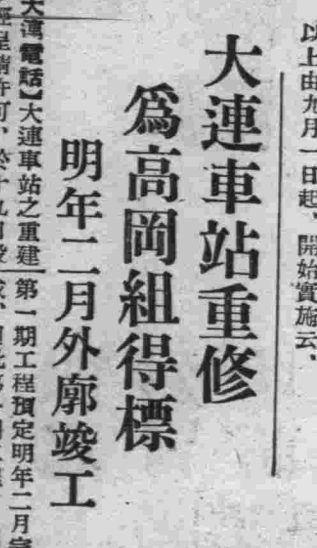 以上由九月一日起、開始實施云、
大連車站重修
為高岡組得標
明年二月外廓竣工
大連電話】大連車站之重建
第一期工程預定明年二月完